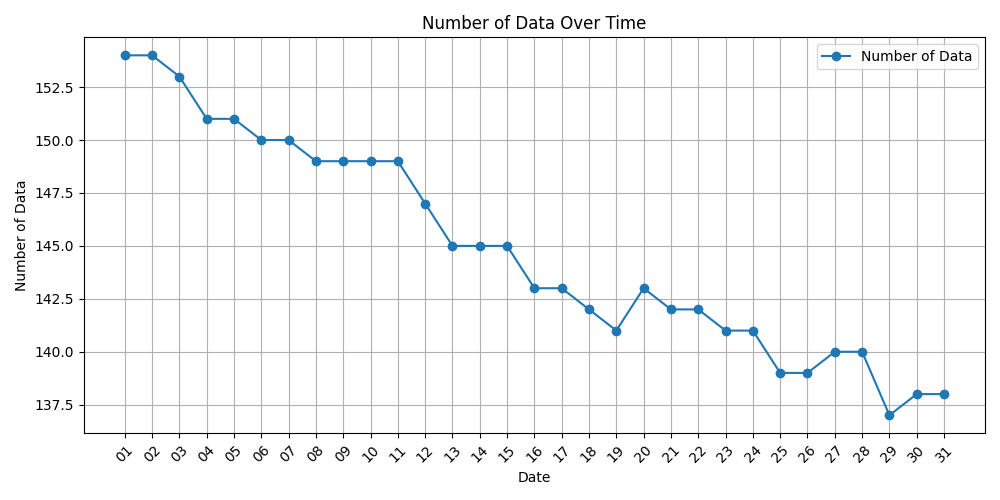 Number of Data Over Time
Number of Data
152.5
150.0
147.5
145.0
142.5
140.0
137.5
Number of Data
01 02 03 04 05 06 07 08 09 10 11 12 13 14 15 16 17 18 19 20 21 22 23 24 25 26 27 28 29 30 31
Date